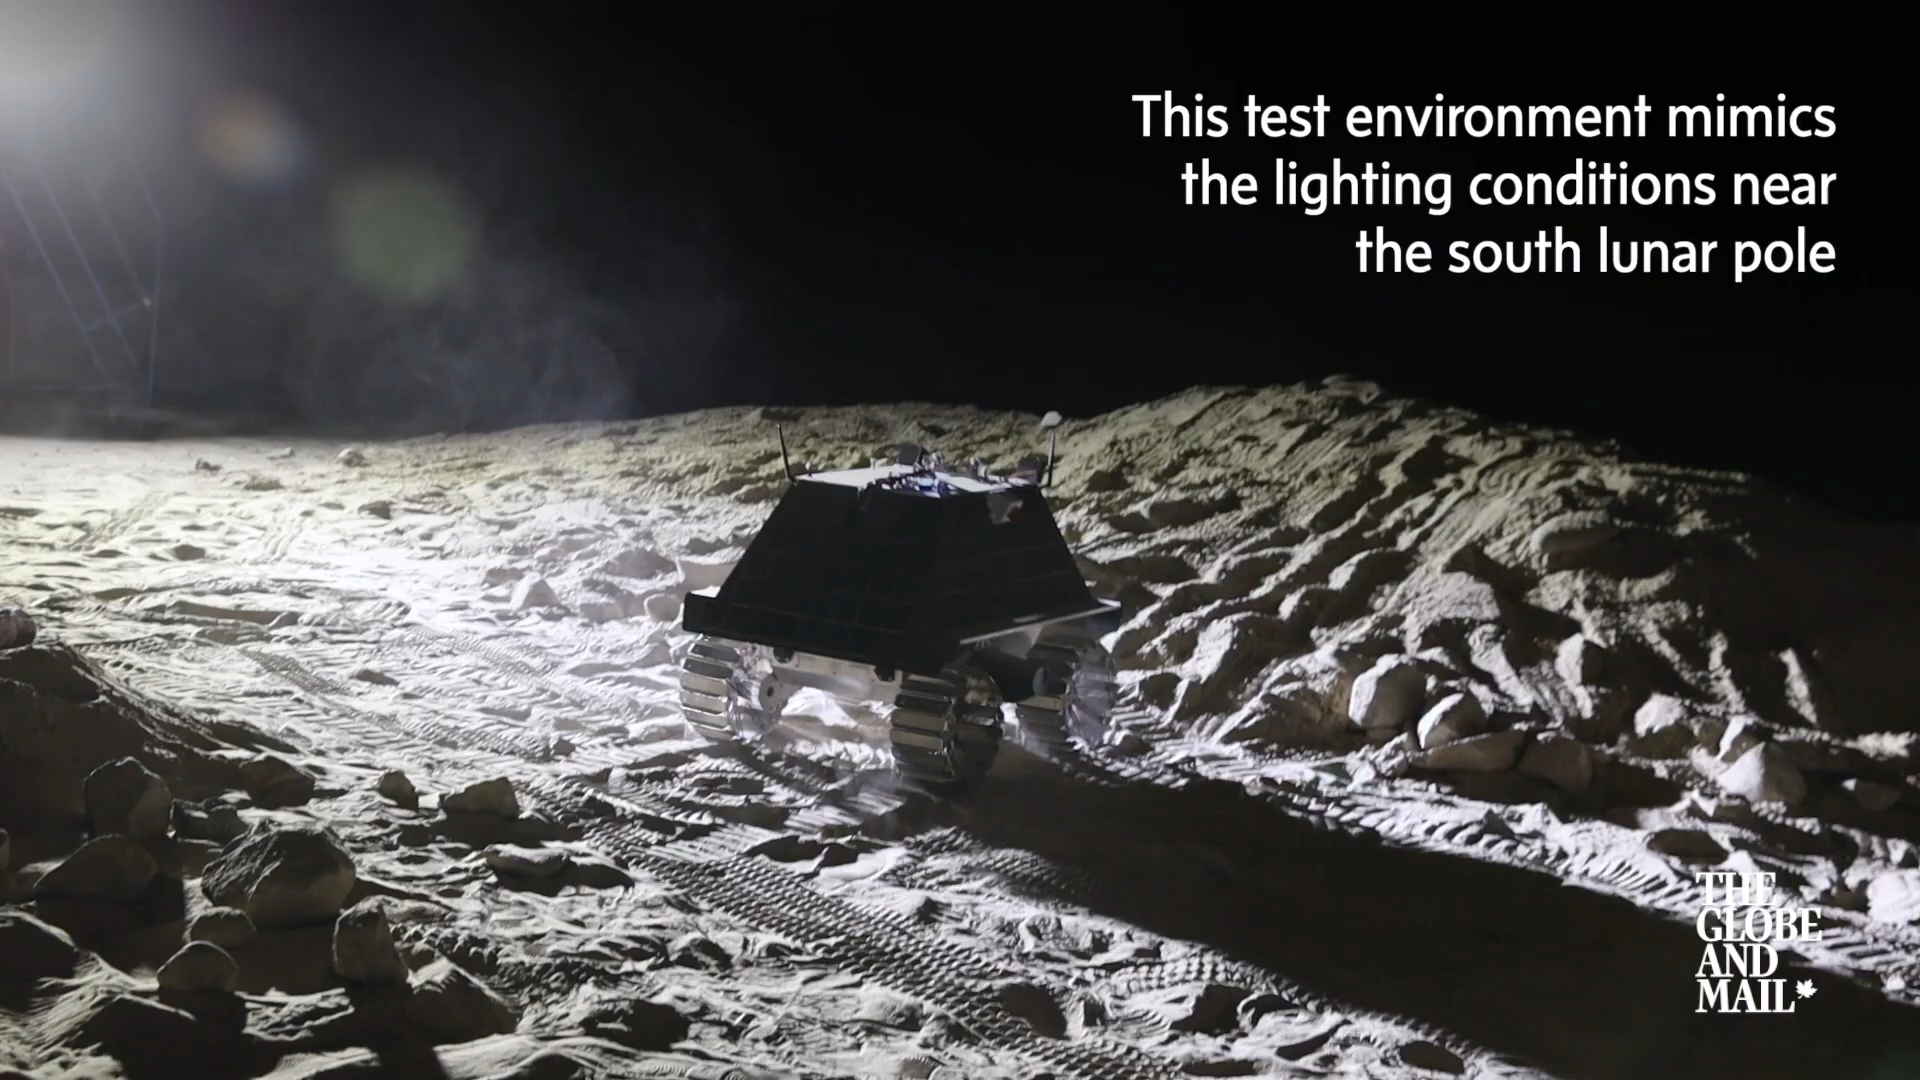 This test environment mimics
the lighting conditions near
the south lunar pole
THE
GLOBE
AND
MAIL